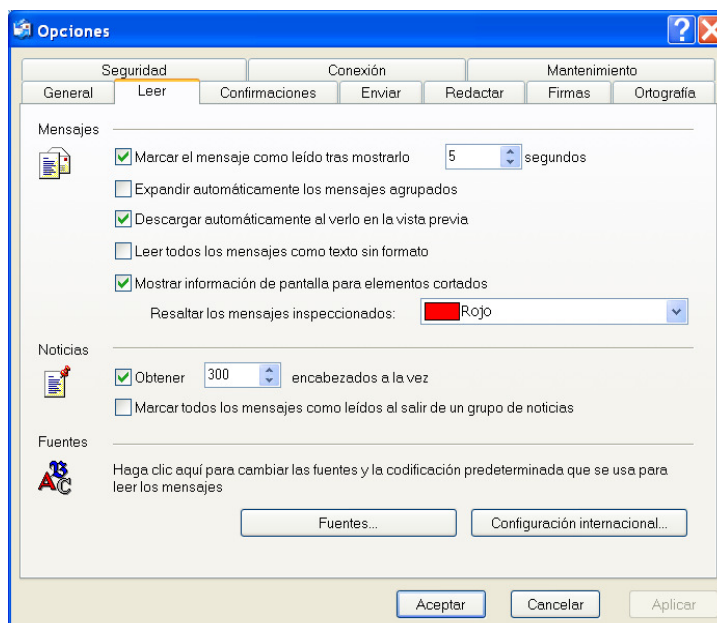 Opciones
Seguridad Conexión Mantenimiento
General Leer Confirmaciones Enviar Redactar Firmas Ortografía
Mensajes
Marcar el mensaje como leído tras mostrarlo 5 segundos
Expandir automáticamente los mensajes agrupados
Descargar automáticamente al verlo en la vista previa
Leer todos los mensajes como texto sin formato
Mostrar información de pantalla para elementos cortados
Resaltar los mensajes inspeccionados: Rojo
Noticias
Obtener 300 encabezados a la vez
Marcar todos los mensajes como leídos al salir de un grupo de noticias
Fuentes
Haga clic aquí para cambiar las fuentes y la codificación predeterminada que se usa para
leer los mensajes
Fuentes... Configuración internacional...
Aceptar Cancelar Aplicar